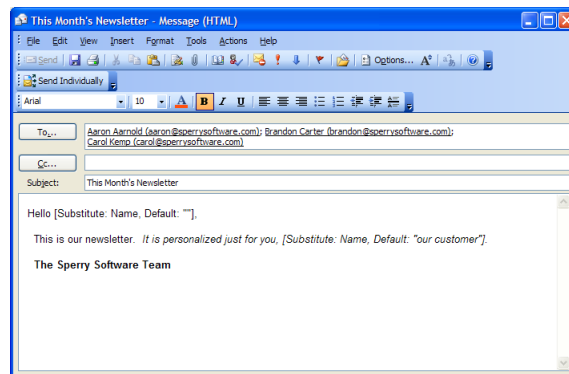 This Month's Newsletter - Message (HTML)
File Edit View Insert Format Tools Actions Help
Send Options...
Send Individually
Arial 10 A B I U
To... Aaron Aarnold (aaron@sperrysoftware.com); Brandon Carter (brandon@sperrysoftware.com);
Carol Kemp (carol@sperrysoftware.com)
Cc...
Subject: This Month's Newsletter
Hello [Substitute: Name, Default: ""],
This is our newsletter. It is personalized just for you, [Substitute: Name, Default: "our customer"].
The Sperry Software Team